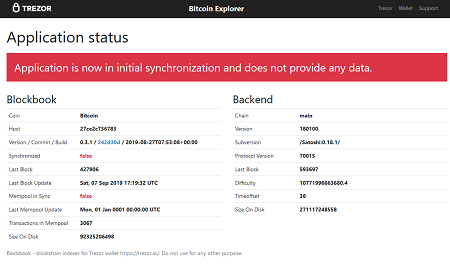 TREZOR
Bitcoin Explorer
Trezor Wallet Support
Application status
Application is now in initial synchronization and does not provide any data.
Blockbook
Coin Bitcoin
Host 27ce2c736783
Version / Commit / Build 0.3.1 / 242d30d / 2019-08-27T07:53:08+00:00
Synchronized false
Last Block 427906
Last Block Update Sat, 07 Sep 2019 17:19:32 UTC
Mempool in Sync false
Last Mempool Update Mon, 01 Jan 0001 00:00:00 UTC
Transactions in Mempool 3067
Size On Disk 92325206498
Backend
Chain main
Version 180100
Subversion /Satoshi:0.18.1/
Protocol Version 70015
Last Block 593697
Difficulty 10771996663680.4
Timeoffset 38
Size On Disk 271117248558
Blockbook - blockchain indexer for Trezor wallet https://trezor.io/. Do not use for any other purpose.